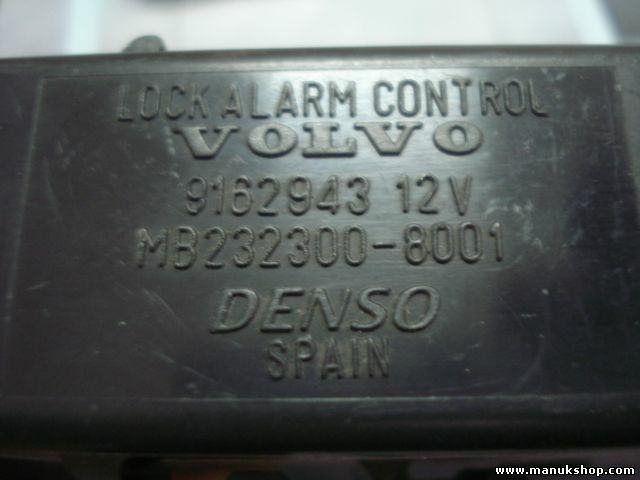 LOCK ALARM CONTROL
VOLVO
9162943 12V
MB232300-8001
DENSO
SPAIN
www.manukshop.com